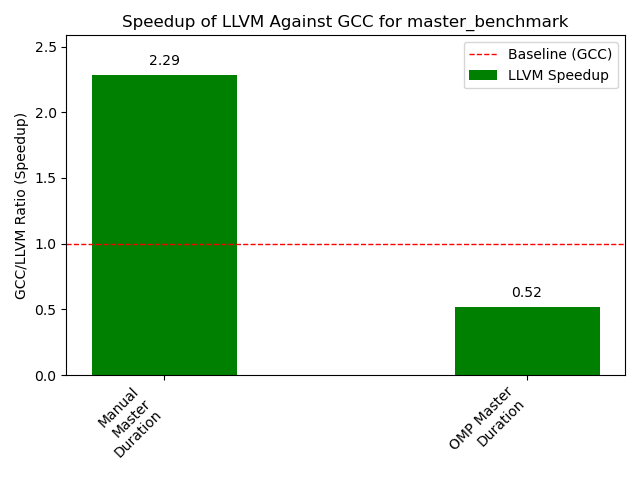 Speedup of LLVM Against GCC for master_benchmark
GCC/LLVM Ratio (Speedup)
2.5
2.0
1.5
1.0
0.5
0.0
2.29
0.52
Baseline (GCC)
LLVM Speedup
Manual
Master
Duration
OMP Master
Duration